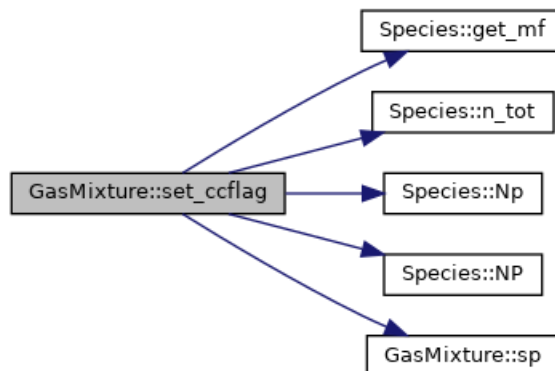 Species::get_mf
Species::n_tot
GasMixture::set_ccflag
Species::Np
Species::NP
GasMixture::sp